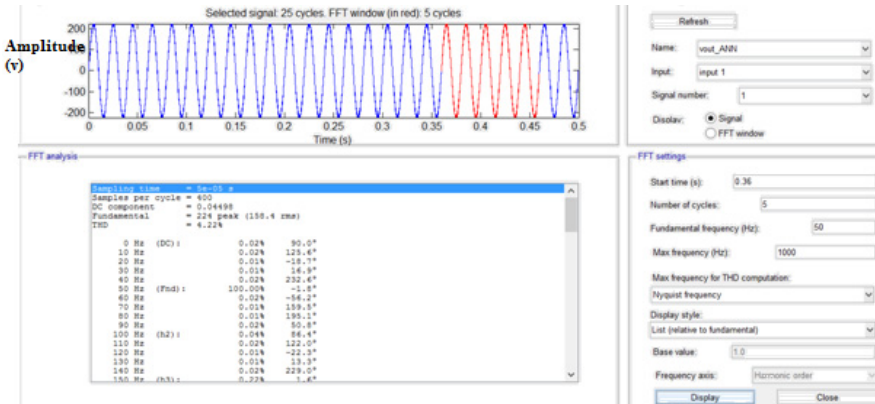 Selected signal: 25 cycles. FFT window (in red): 5 cycles
Amplitude
(v)
200
100
0
-100
-200
0 0.05 0.1 0.15 0.2 0.25 0.3 0.35 0.4 0.45 0.5
Time (s)
Refresh
Name: vout_ANN
Input: input 1
Signal number: 1
Display: Signal
FFT window
FFT analysis
Sampling time = 5e-05 s
Samples per cycle = 400
DC component = 0.04498
Fundamental = 224 peak (158.4 rms)
THD = 4.22%
0 Hz (DC): 0.02% 90.0°
10 Hz 0.02% 125.6°
20 Hz 0.01% -18.7°
30 Hz 0.01% 16.9°
40 Hz 0.02% 232.6°
50 Hz (Fnd): 100.00% -1.8°
60 Hz 0.02% -56.2°
70 Hz 0.01% 159.5°
80 Hz 0.01% 195.1°
90 Hz 0.02% 50.8°
100 Hz (h2): 0.04% 86.4°
110 Hz 0.02% 122.0°
120 Hz 0.01% -22.3°
130 Hz 0.01% 13.3°
140 Hz 0.02% 229.0°
150 Hz (h3): 0.22% 1.6°
FFT settings
Start time (s): 0.36
Number of cycles: 5
Fundamental frequency (Hz): 50
Max frequency (Hz): 1000
Max frequency for THD computation:
Nyquist frequency
Display style:
List (relative to fundamental)
Base value: 1.0
Frequency axis: Harmonic order
Display Close